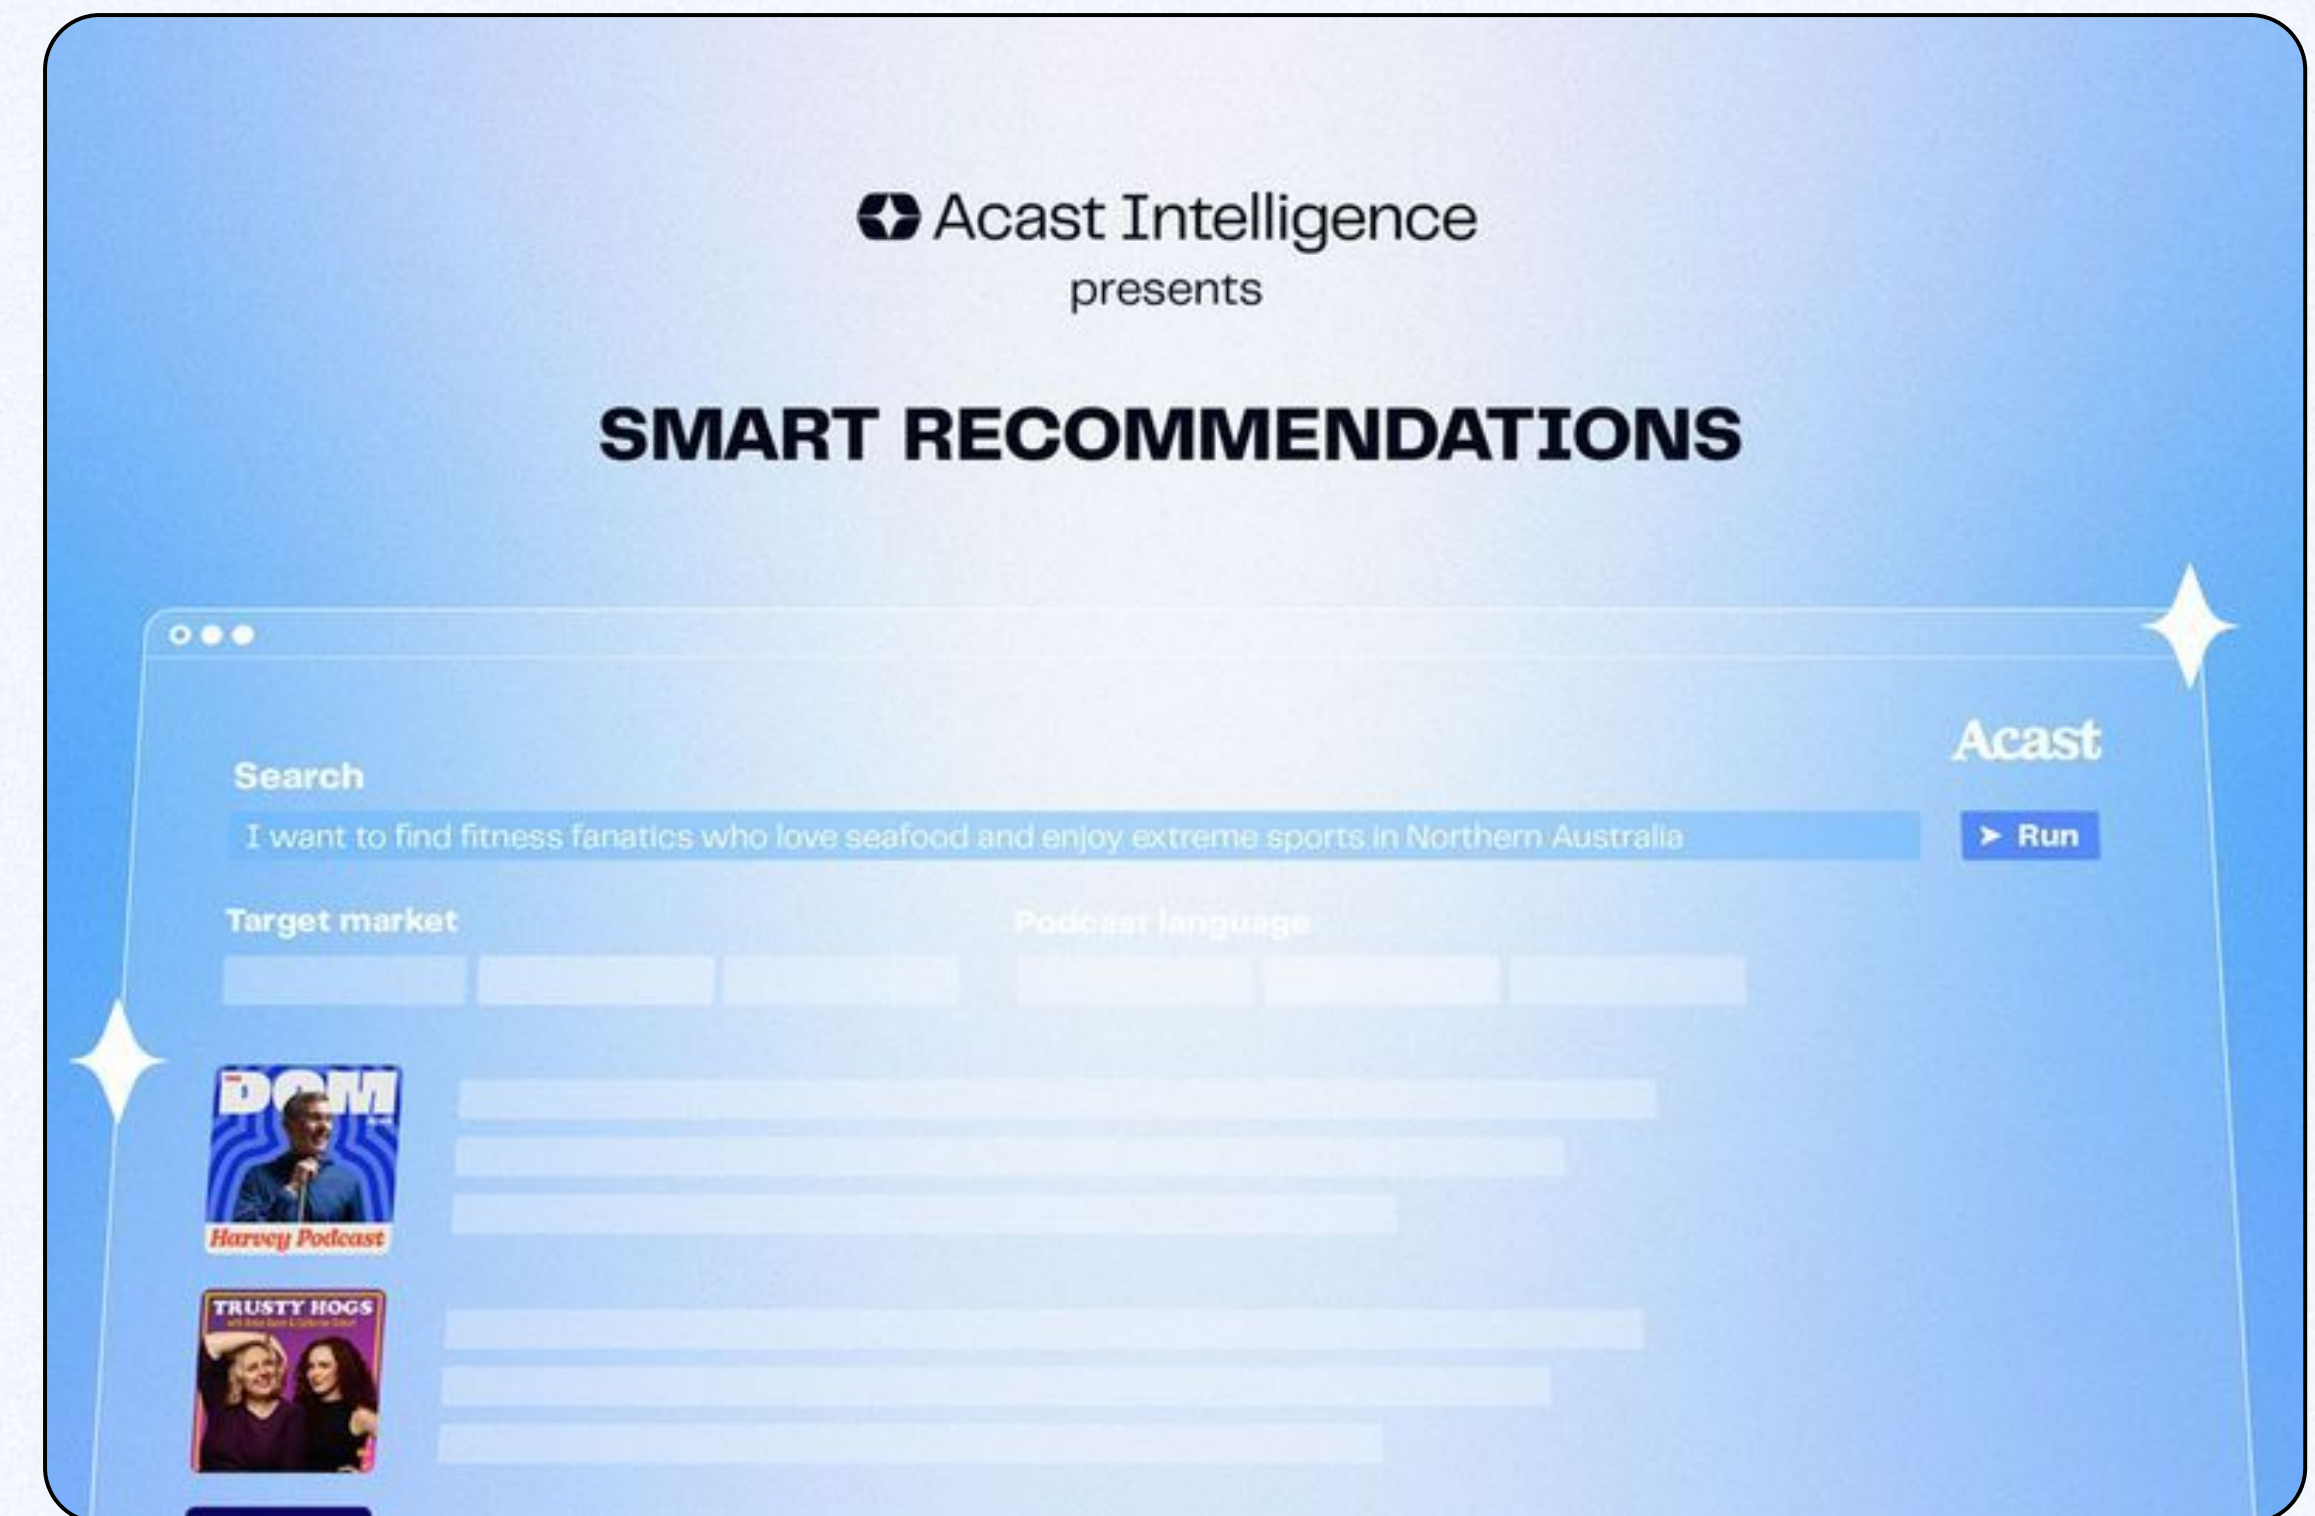 Acast Intelligence
presents
SMART RECOMMENDATIONS
Acast
Search
I want to find fitness fanatics who love seafood and enjoy extreme sports in Northern Australia
Run
Target market
Podcast language
DOM
Harvey Podcast
TRUSTY HOGS